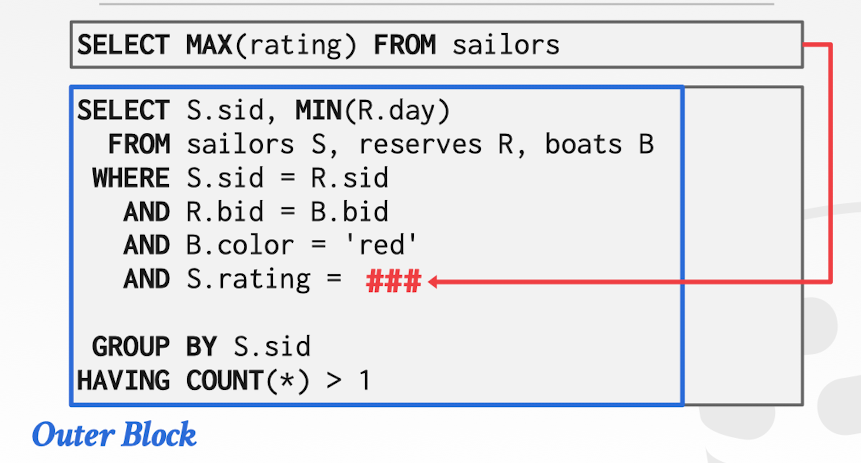 SELECT MAX(rating) FROM sailors
SELECT S.sid, MIN(R.day)
FROM sailors S, reserves R, boats B
WHERE S.sid = R.sid
AND R.bid = B.bid
AND B.color = 'red'
AND S.rating = ###
GROUP BY S.sid
HAVING COUNT(*) > 1
Outer Block